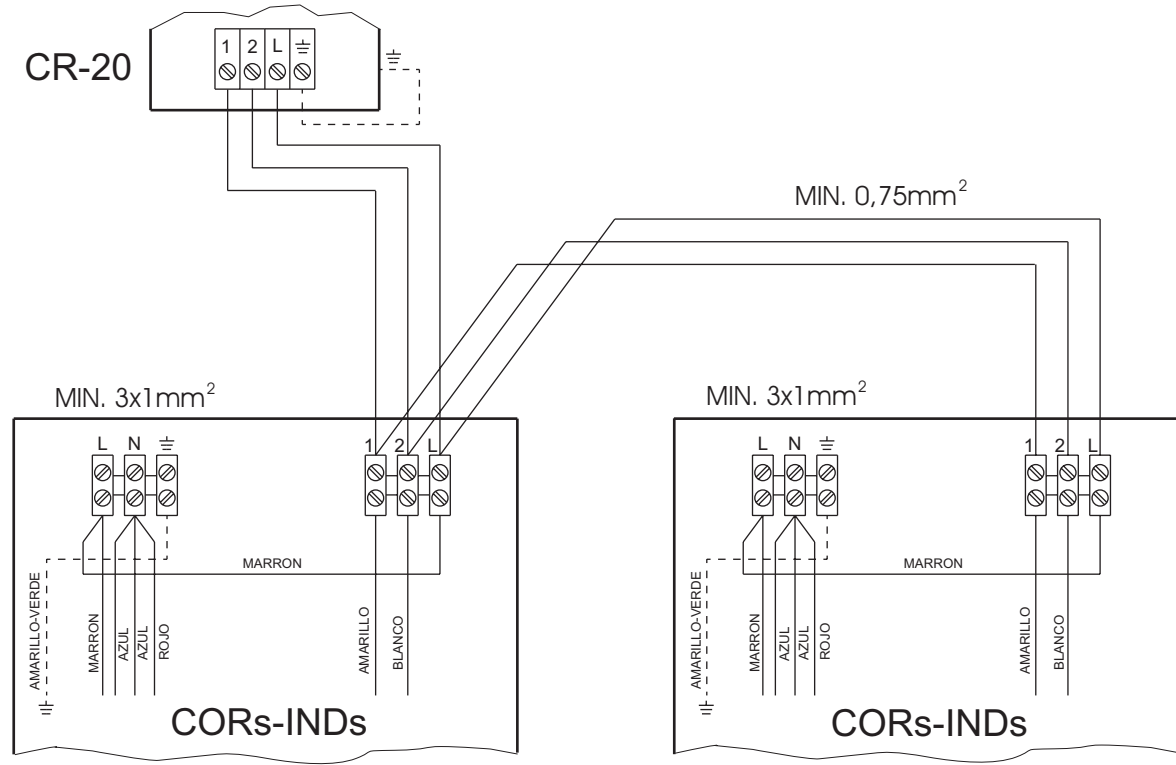 1 2 L
CR-20
MIN. 0,75mm²
MIN. 3x1mm²
L N
1 2 L
MARRON
AMARILLO-VERDE
MARRON
AZUL
AZUL
ROJO
AMARILLO
BLANCO
CORs-INDs
MIN. 3x1mm²
L N
1 2 L
MARRON
AMARILLO-VERDE
MARRON
AZUL
AZUL
ROJO
AMARILLO
BLANCO
CORs-INDs